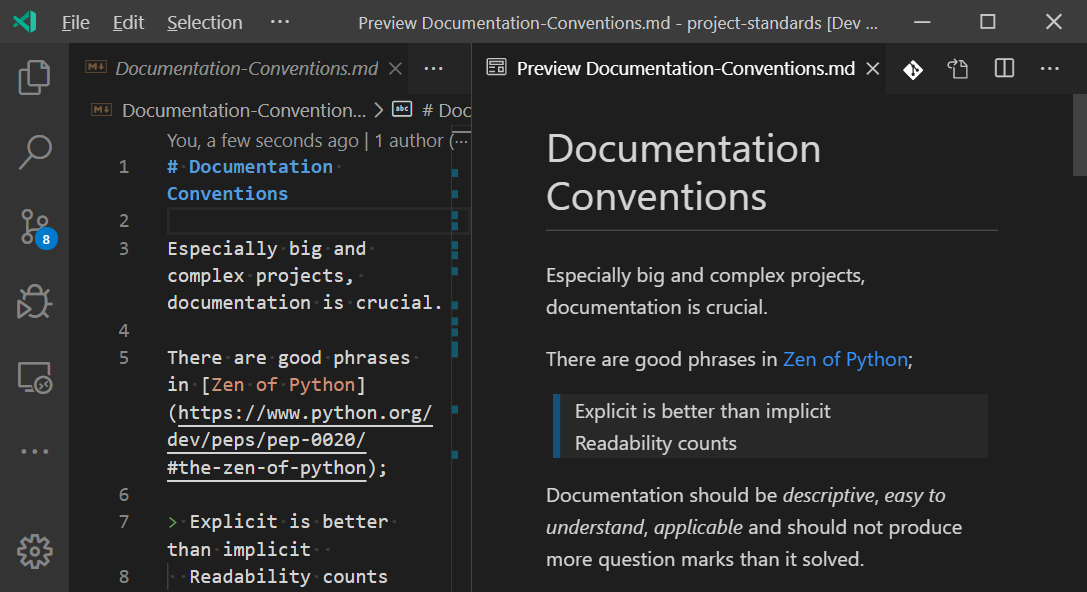 File Edit Selection ··· Preview Documentation-Conventions.md - project-standards [Dev ...
Documentation-Conventions.md ··· Preview Documentation-Conventions.md ···
Documentation-Convention... > # Doc
You, a few seconds ago | 1 author (...
1 # Documentation
Conventions
2
3 Especially big and
complex projects,
documentation is crucial.
4
5 There are good phrases
in [Zen of Python]
(https://www.python.org/
dev/peps/pep-0020/
#the-zen-of-python);
6
7 > Explicit is better
than implicit
8 Readability counts
8
Documentation
Conventions
Especially big and complex projects,
documentation is crucial.
There are good phrases in Zen of Python;
Explicit is better than implicit
Readability counts
Documentation should be descriptive, easy to
understand, applicable and should not produce
more question marks than it solved.